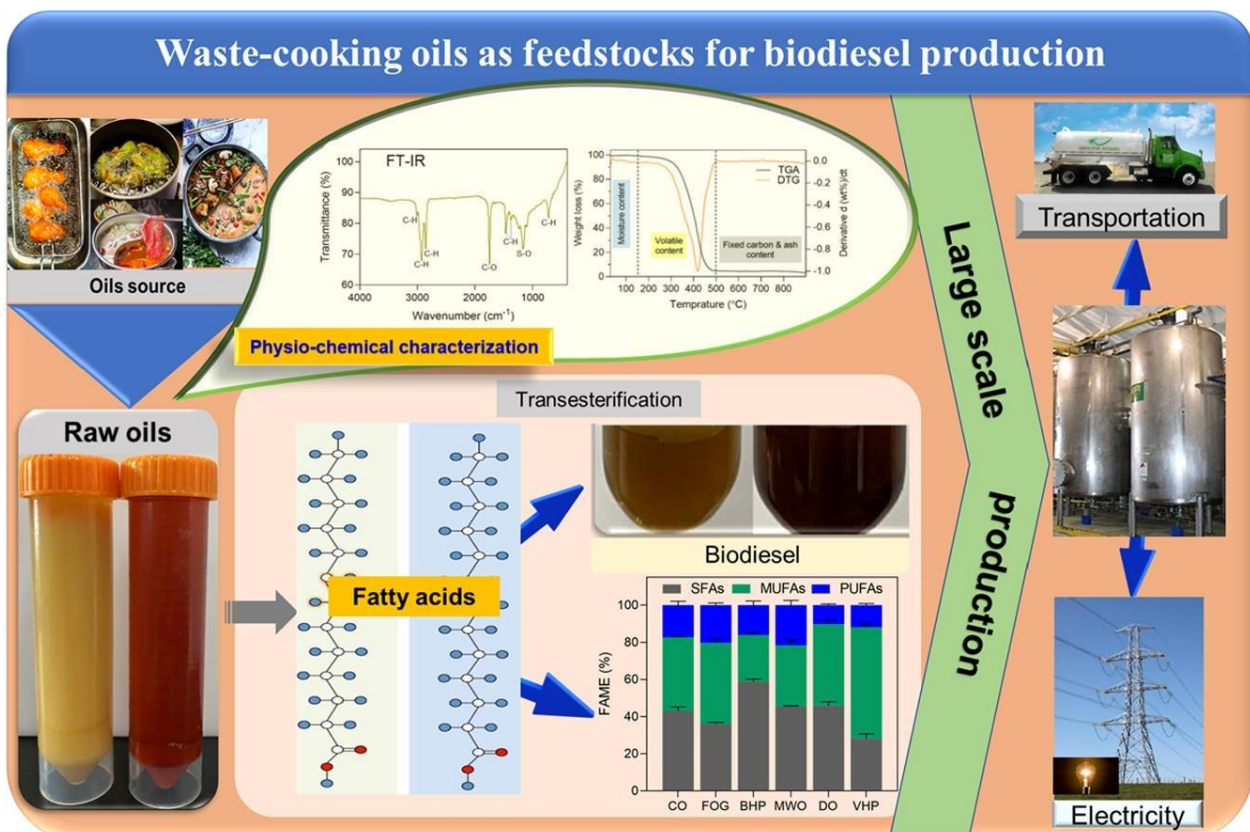 Waste-cooking oils as feedstocks for biodiesel production
Oils source
FT-IR
Transmittance (%)
100
90
80
70
60
C-H
C-H
C-H
C-O
C-H
S-O
C-H
4000
3000
2000
1000
Wavenumber (cm-1)
Weight loss (%)
100
80
60
40
20
0
Moisture content
Volatile
content
Fixed carbon & ash
content
TGA
DTG
0.0
-0.2
-0.4
-0.6
-0.8
-1.0
Derivative d (wt%)/dt
100
200
300
400
500
600
700
800
Temprature (°C)
Physio-chemical characterization
Raw oils
Transesterification
Fatty acids
Biodiesel
SFAs
MUFAs
PUFAs
FAME (%)
100
80
60
40
20
0
CO
FOG
BHP
MWO
DO
VHP
Large scale
production
Transportation
Electricity